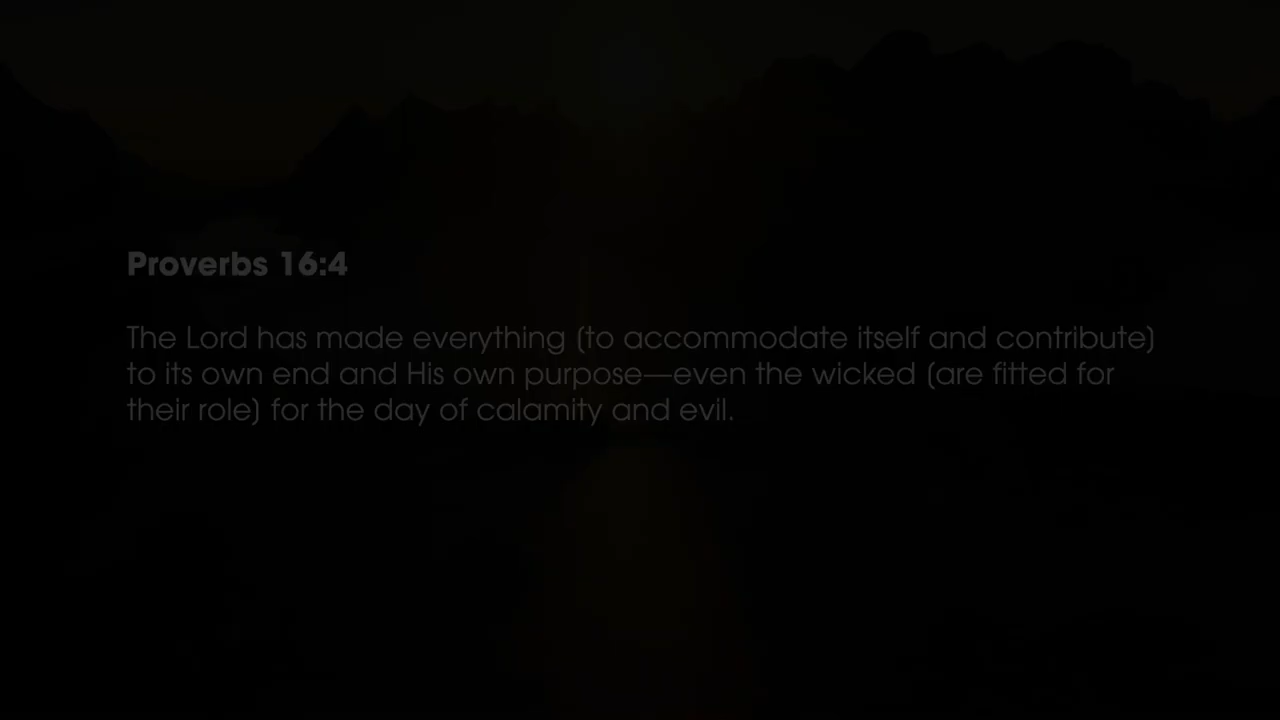 Proverbs 16:4
The Lord has made everything (to accommodate itself and contribute)
to its own end and His own purpose—even the wicked (are fitted for
their role) for the day of calamity and evil.